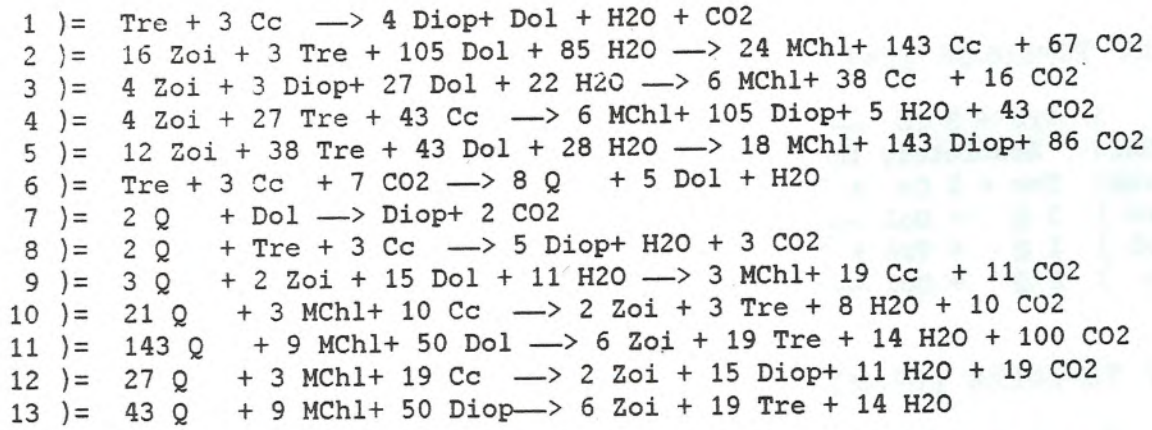 1 )= Tre + 3 Cc —> 4 Diop+ Dol + H2O + CO2
2 )= 16 Zoi + 3 Tre + 105 Dol + 85 H2O —> 24 MChl+ 143 Cc + 67 CO2
3 )= 4 Zoi + 3 Diop+ 27 Dol + 22 H2O —> 6 MChl+ 38 Cc + 16 CO2
4 )= 4 Zoi + 27 Tre + 43 Cc —> 6 MChl+ 105 Diop+ 5 H2O + 43 CO2
5 )= 12 Zoi + 38 Tre + 43 Dol + 28 H2O —> 18 MChl+ 143 Diop+ 86 CO2
6 )= Tre + 3 Cc + 7 CO2 —> 8 Q + 5 Dol + H2O
7 )= 2 Q + Dol —> Diop+ 2 CO2
8 )= 2 Q + Tre + 3 Cc —> 5 Diop+ H2O + 3 CO2
9 )= 3 Q + 2 Zoi + 15 Dol + 11 H2O —> 3 MChl+ 19 Cc + 11 CO2
10 )= 21 Q + 3 MChl+ 10 Cc —> 2 Zoi + 3 Tre + 8 H2O + 10 CO2
11 )= 143 Q + 9 MChl+ 50 Dol —> 6 Zoi + 19 Tre + 14 H2O + 100 CO2
12 )= 27 Q + 3 MChl+ 19 Cc —> 2 Zoi + 15 Diop+ 11 H2O + 19 CO2
13 )= 43 Q + 9 MChl+ 50 Diop—> 6 Zoi + 19 Tre + 14 H2O